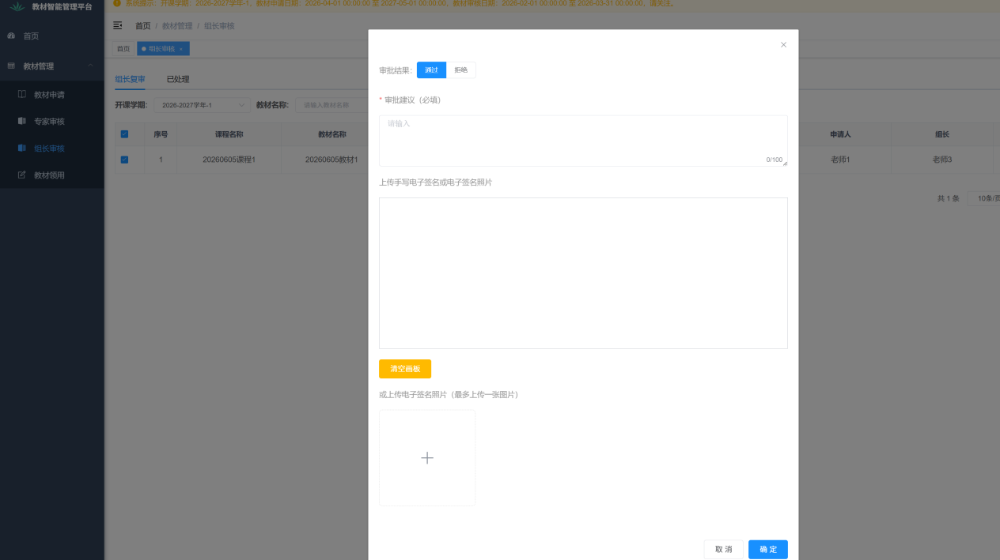 教材智能管理平台
系统提示：开课学期：2026-2027学年-1，教材申请日期：2026-04-01 00:00:00 至 2027-05-01 00:00:00，教材审核日期：2026-02-01 00:00:00 至 2026-03-31 00:00:00，请关注。
首页 / 教材管理 / 组长审核
首页
组长审核 ×
首页
教材管理
教材申请
专家审核
组长审核
教材领用
组长复审 已处理
开课学期: 2026-2027学年-1 教材名称: 请输入教材名称
序号 课程名称 教材名称 申请人 组长
1 20260605课程1 20260605教材1 老师1 老师3
共 1 条 10条/页
审批结果: 通过 拒绝
* 审批建议（必填）
请输入
0/100
上传手写电子签名或电子签名照片
清空画板
或上传电子签名照片（最多上传一张图片）
取 消 确 定